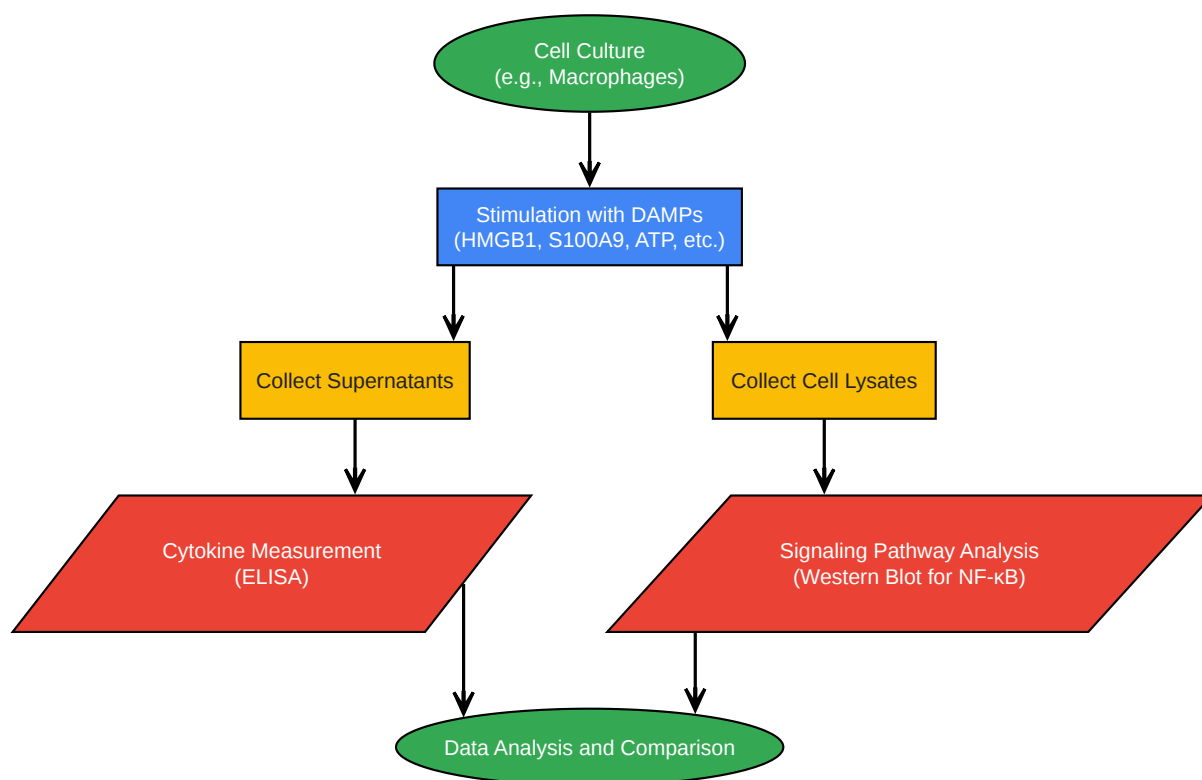 Cell Culture
(e.g., Macrophages)
Stimulation with DAMPs
(HMGB1, S100A9, ATP, etc.)
Collect Supernatants
Collect Cell Lysates
Cytokine Measurement
(ELISA)
Signaling Pathway Analysis
(Western Blot for NF-κB)
Data Analysis and Comparison